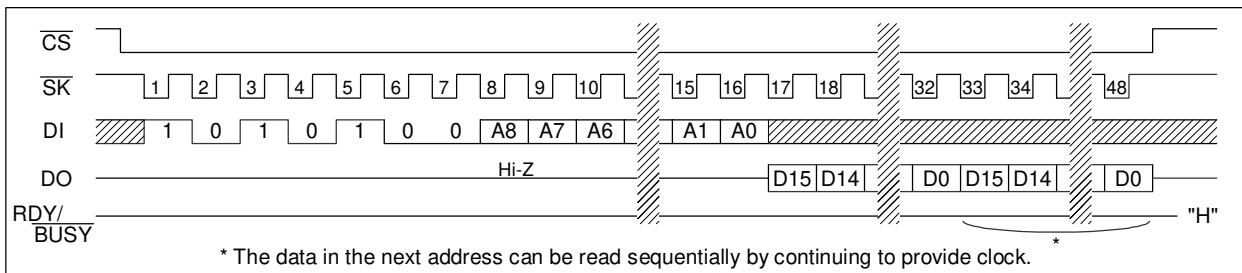 CS
SK 1 2 3 4 5 6 7 8 9 10 15 16 17 18 32 33 34 48
DI 1 0 1 0 1 0 0 A8 A7 A6 A1 A0
DO Hi-Z D15 D14 D0 D15 D14 D0
RDY/
BUSY "H"
*
* The data in the next address can be read sequentially by continuing to provide clock.